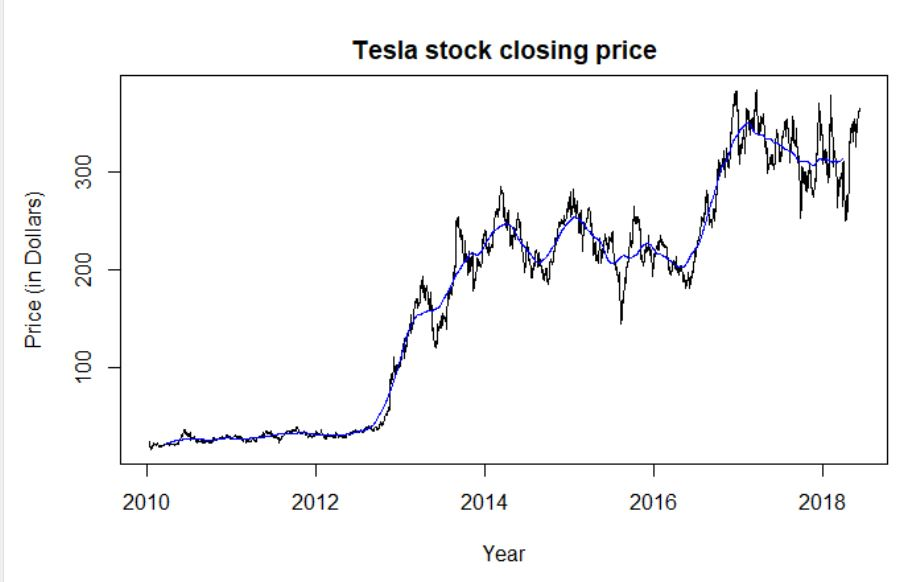 Tesla stock closing price
Price (in Dollars)
300
200
100
2010 2012 2014 2016 2018
Year